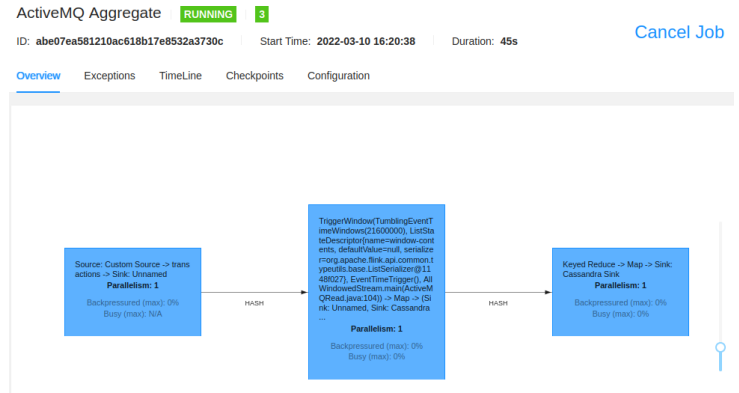 ActiveMQ Aggregate RUNNING 3
ID: abe07ea581210ac618b17e8532a3730c Start Time: 2022-03-10 16:20:38 Duration: 45s
Cancel Job
Overview Exceptions TimeLine Checkpoints Configuration
Source: Custom Source -> trans
actions -> Sink: Unnamed
Parallelism: 1
Backpressured (max): 0%
Busy (max): N/A
HASH
TriggerWindow(TumblingEventT
imeWindows(21600000), ListSta
teDescriptor{name=window-cont
ents, defaultValue=null, serialize
r=org.apache.flink.api.common.t
ypeutils.base.ListSerializer@11
48f027}, EventTimeTrigger(), All
WindowedStream.main(ActiveM
QRead.java:104)) -> Map -> (Si
nk: Unnamed, Sink: Cassandra
...
Parallelism: 1
Backpressured (max): 0%
Busy (max): 0%
HASH
Keyed Reduce -> Map -> Sink:
Cassandra Sink
Parallelism: 1
Backpressured (max): 0%
Busy (max): 0%